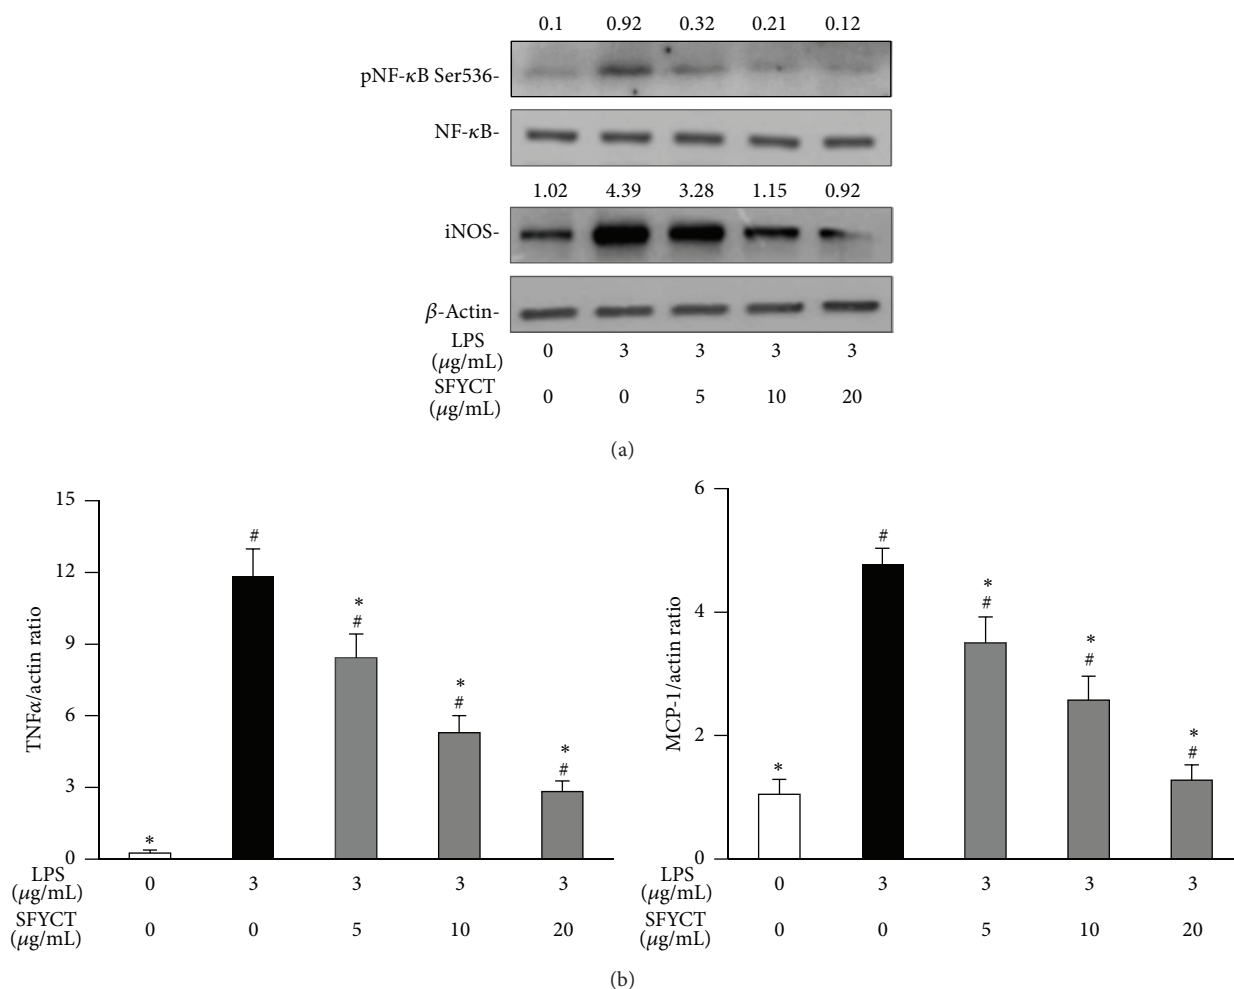 0.1 0.92 0.32 0.21 0.12
pNF-κB Ser536-
NF-κB-
1.02 4.39 3.28 1.15 0.92
iNOS-
β-Actin-
LPS (μg/mL) 0 3 3 3 3
SFYCT (μg/mL) 0 0 5 10 20
(a)
TNFα/actin ratio
15
12
9
6
3
0
*
#
*
#
*
#
*
#
LPS (μg/mL) 0 3 3 3 3
SFYCT (μg/mL) 0 0 5 10 20
MCP-1/actin ratio
6
4
2
0
*
#
*
#
*
#
*
#
LPS (μg/mL) 0 3 3 3 3
SFYCT (μg/mL) 0 0 5 10 20
(b)